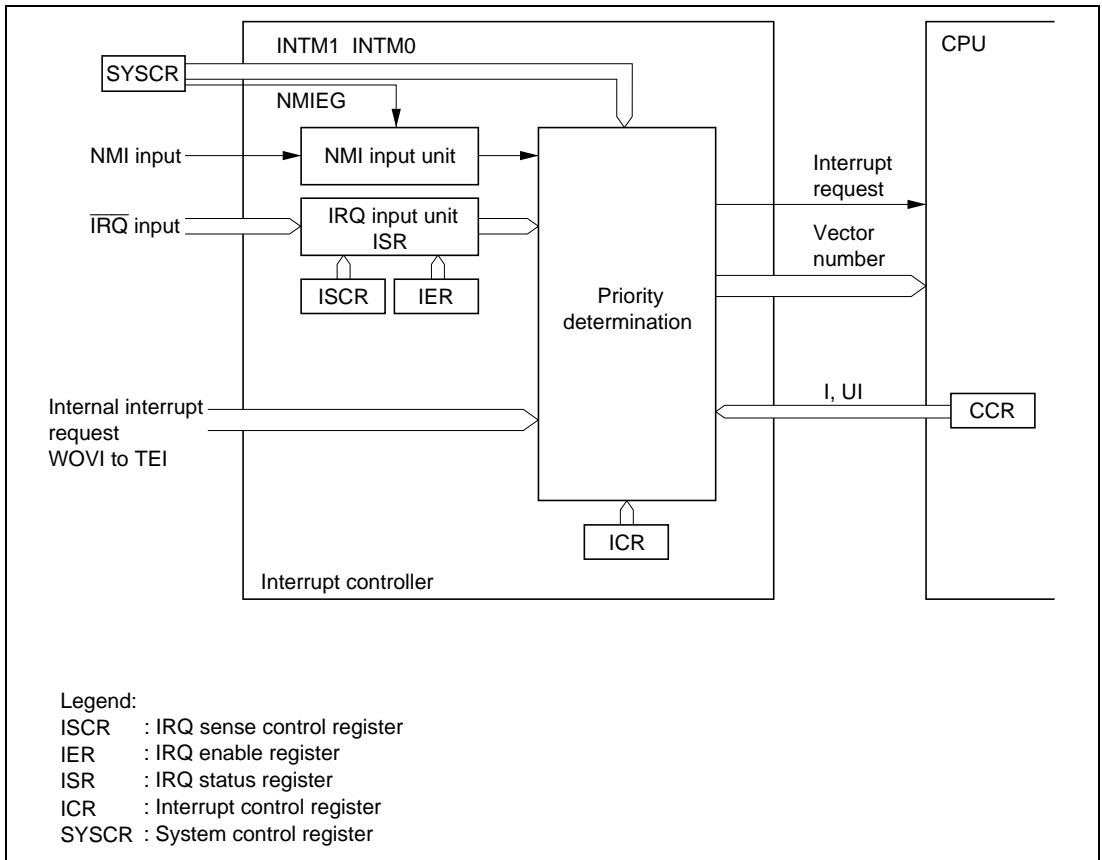 INTM1 INTM0
CPU
SYSCR
NMIEG
NMI input
NMI input unit
Interrupt
request
IRQ input
IRQ input unit
ISR
Vector
number
ISCR
IER
Priority
determination
I, UI
CCR
Internal interrupt
request
WOVI to TEI
ICR
Interrupt controller
Legend:
ISCR : IRQ sense control register
IER : IRQ enable register
ISR : IRQ status register
ICR : Interrupt control register
SYSCR : System control register